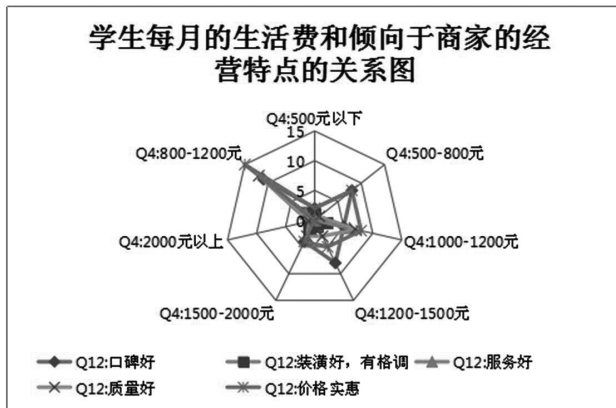 学生每月的生活费和倾向于商家的经
营特点的关系图
Q4:500元以下
15
Q4:800-1200元
10
Q4:500-800元
5
0
Q4:2000元以上
Q4:1000-1200元
Q4:1500-2000元
Q4:1200-1500元
Q12:口碑好
Q12:装潢好，有格调
Q12:服务好
Q12:质量好
Q12:价格实惠